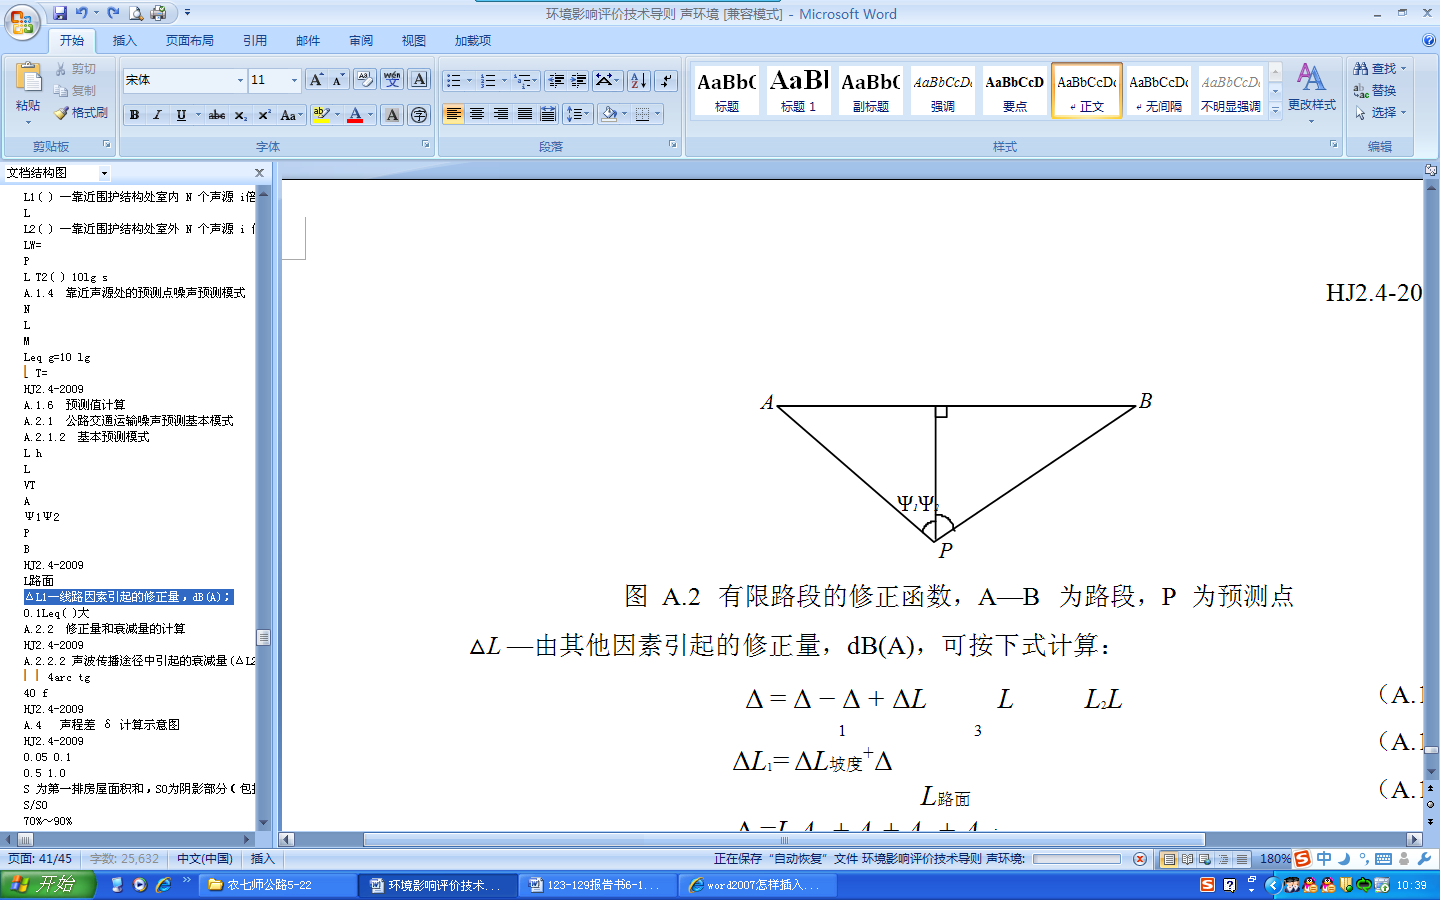 环境影响评价技术导则 声环境 [兼容模式] - Microsoft Word
开始 插入 页面布局 引用 邮件 审阅 视图 加载项
粘贴 剪切 复制 格式刷
宋体 11
B I U abc X₂ X² Aa
AaBbC AaBl AaBbC AaBbCcDc AaBbCcD AaBbCcDc AaBbCcDc AaBbCcDc
标题 标题 1 副标题 强调 要点 正文 无间隔 不明显强调
更改样式
查找 替换 选择
剪贴板 字体 段落 样式 编辑
文档结构图
L1( ) 一靠近围护结构处室内 N 个声源 i倍
L
L2( ) 一靠近围护结构处室外 N 个声源 i
LW=
P
L T2( ) 10lg s
A.1.4 靠近声源处的预测点噪声预测模式
N
L
M
Leq g=10 lg
T=
HJ2.4-2009
A.1.6 预测值计算
A.2.1 公路交通运输噪声预测基本模式
A.2.1.2 基本预测模式
L h
L
VT
A
Ψ1Ψ2
P
B
HJ2.4-2009
L路面
ΔL1—线路因素引起的修正量，dB(A)；
0.1Leq( )大
A.2.2 修正量和衰减量的计算
HJ2.4-2009
A.2.2.2 声波传播途径中引起的衰减量(ΔL2
4arc tg
40 f
HJ2.4-2009
A.4 声程差 δ 计算示意图
HJ2.4-2009
0.05 0.1
0.5 1.0
S 为第一排房屋面积和，S0为阴影部分（包
S/S0
70%～90%
HJ2.4-20
A B
Ψ1Ψ2
P
图 A.2 有限路段的修正函数，A—B 为路段，P 为预测点
ΔL —由其他因素引起的修正量，dB(A)，可按下式计算：
Δ = Δ − Δ + ΔL L L2L （A.1
1 3
（A.1
ΔL1= ΔL坡度+Δ
L路面 （A.1
页面: 41/45 字数: 25,632 中文(中国) 插入 正在保存“自动恢复”文件 环境影响评价技术导则 声环境: 180%
中
开始 农七师公路5-22 环境影响评价技术... 123-129报告书6-1... word2007怎样插入... 10:39